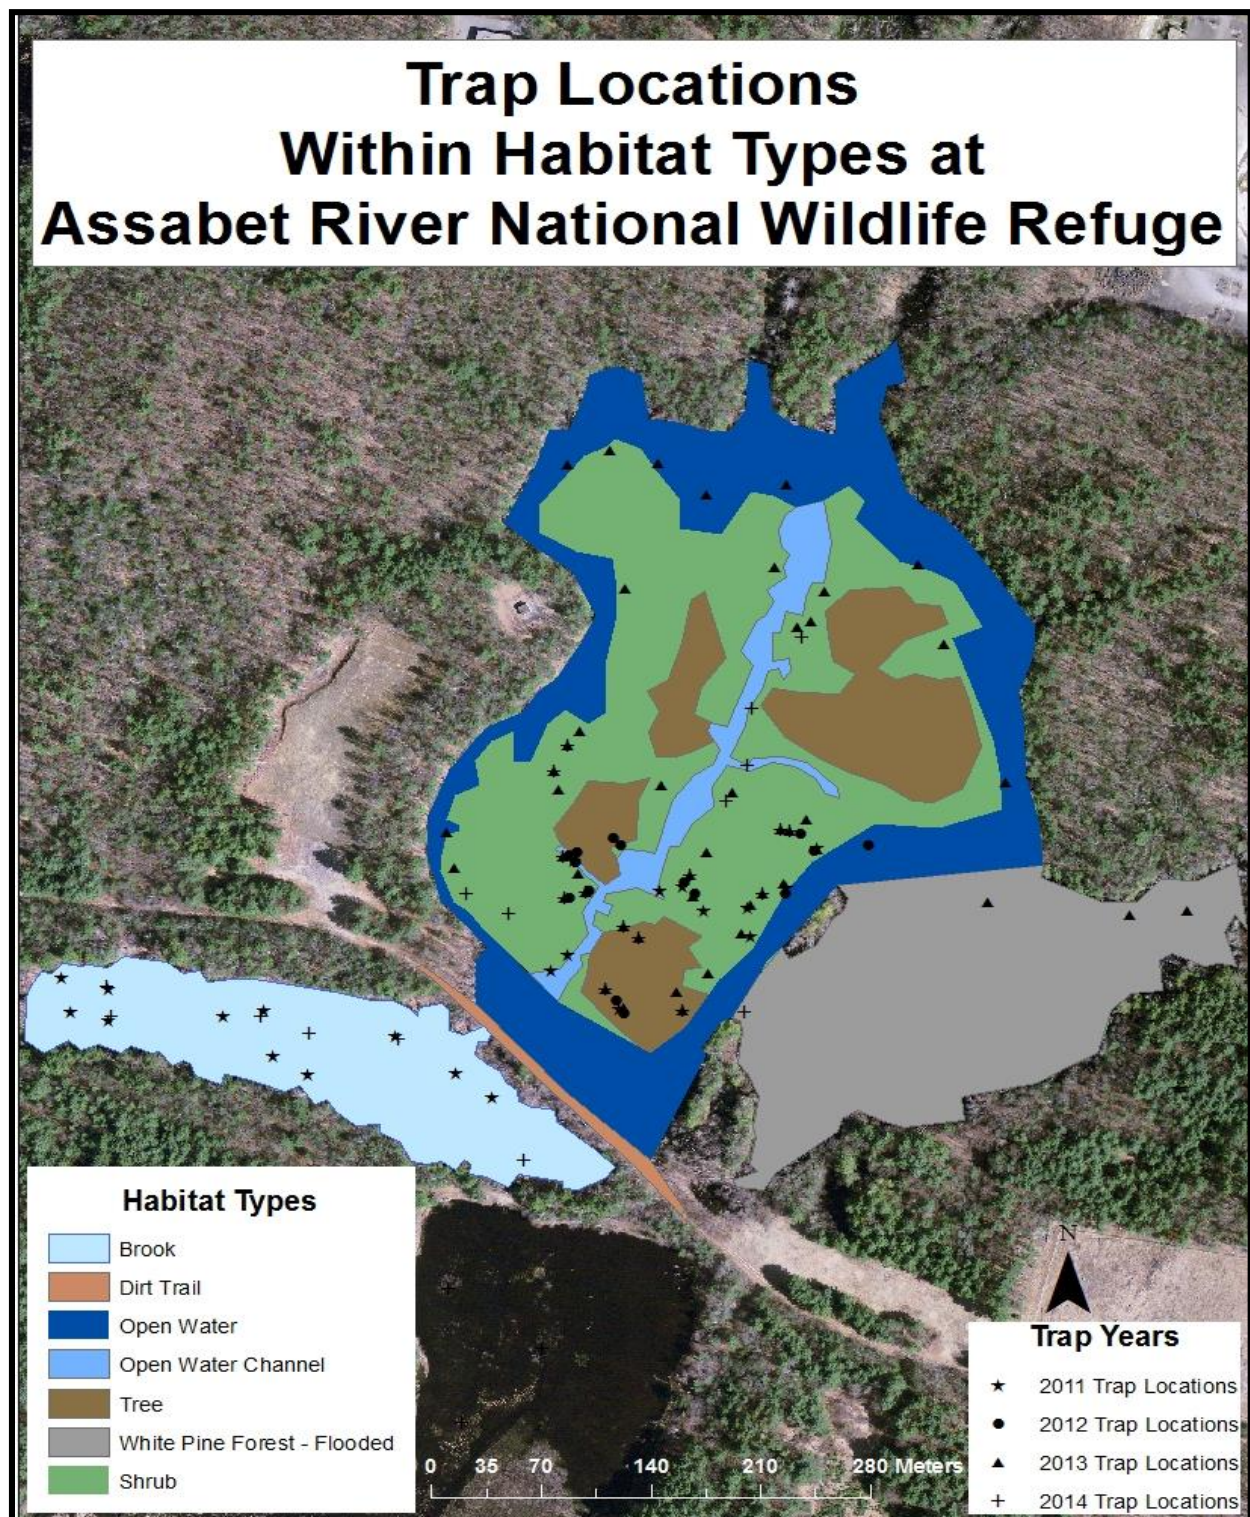 Trap Locations
Within Habitat Types at
Assabet River National Wildlife Refuge
Habitat Types
Brook
Dirt Trail
Open Water
Open Water Channel
Tree
White Pine Forest - Flooded
Shrub
0 35 70 140 210 280 Meters
N
Trap Years
2011 Trap Locations
2012 Trap Locations
2013 Trap Locations
2014 Trap Locations